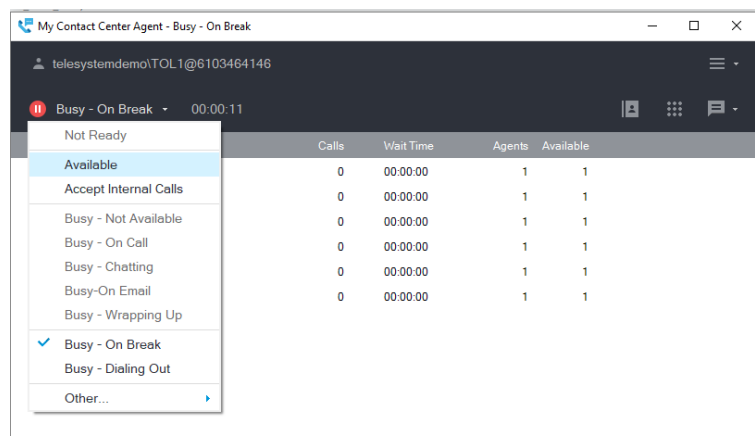 My Contact Center Agent - Busy - On Break
telesystemdemo\TOL1@6103464146
Busy - On Break 00:00:11
Calls Wait Time Agents Available
0 00:00:00 1 1
0 00:00:00 1 1
0 00:00:00 1 1
0 00:00:00 1 1
0 00:00:00 1 1
0 00:00:00 1 1
Not Ready
Available
Accept Internal Calls
Busy - Not Available
Busy - On Call
Busy - Chatting
Busy-On Email
Busy - Wrapping Up
Busy - On Break
Busy - Dialing Out
Other...